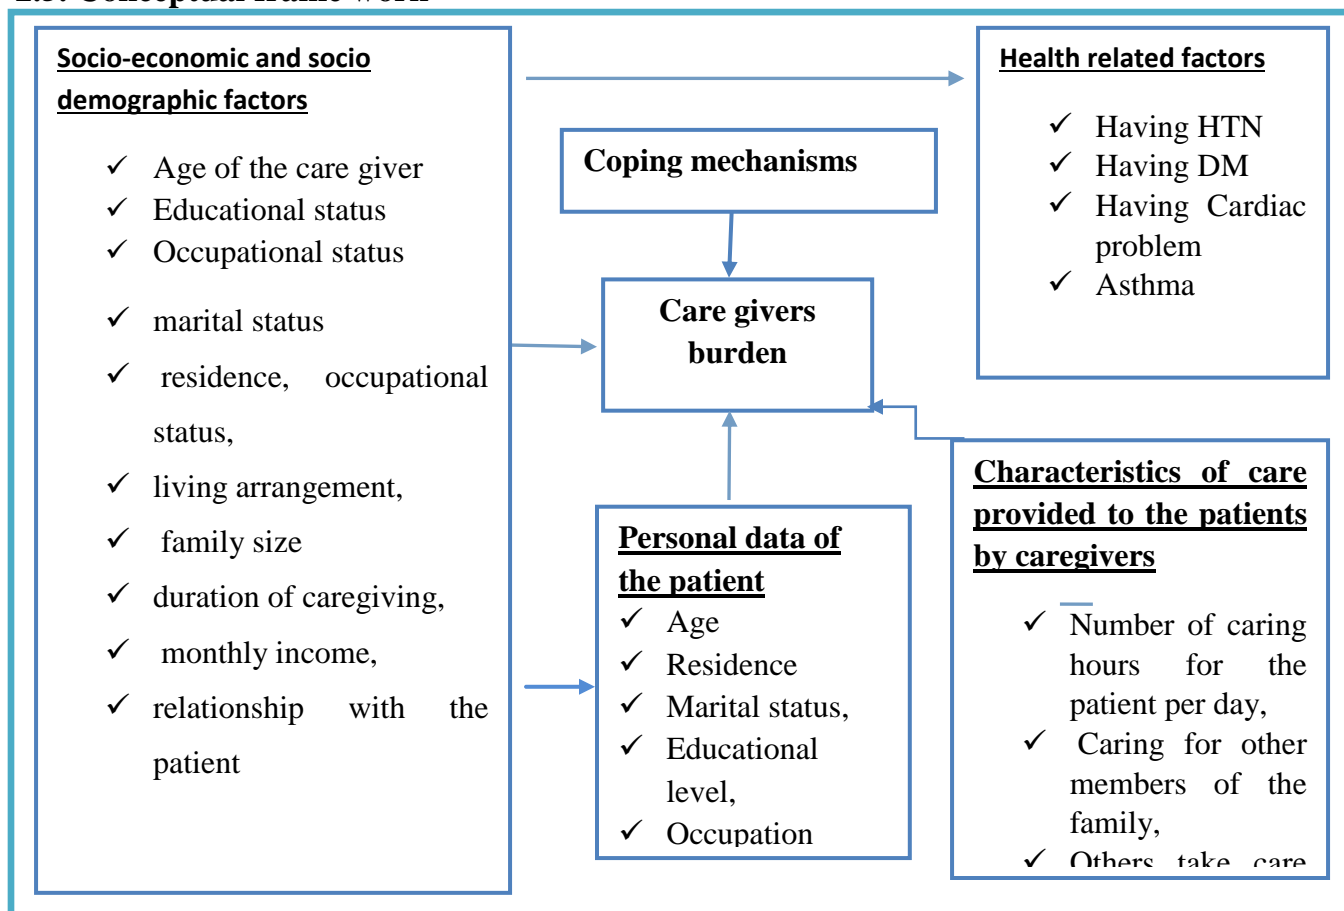 Socio-economic and socio
demographic factors
✓ Age of the care giver
✓ Educational status
✓ Occupational status
✓ marital status
✓ residence, occupational
status,
✓ living arrangement,
✓ family size
✓ duration of caregiving,
✓ monthly income,
✓ relationship with the
patient
Coping mechanisms
Care givers
burden
Personal data of
the patient
✓ Age
✓ Residence
✓ Marital status,
✓ Educational
level,
✓ Occupation
Health related factors
✓ Having HTN
✓ Having DM
✓ Having Cardiac
problem
✓ Asthma
Characteristics of care
provided to the patients
by caregivers
✓ Number of caring
hours for the
patient per day,
✓ Caring for other
members of the
family,
✓ Others take care